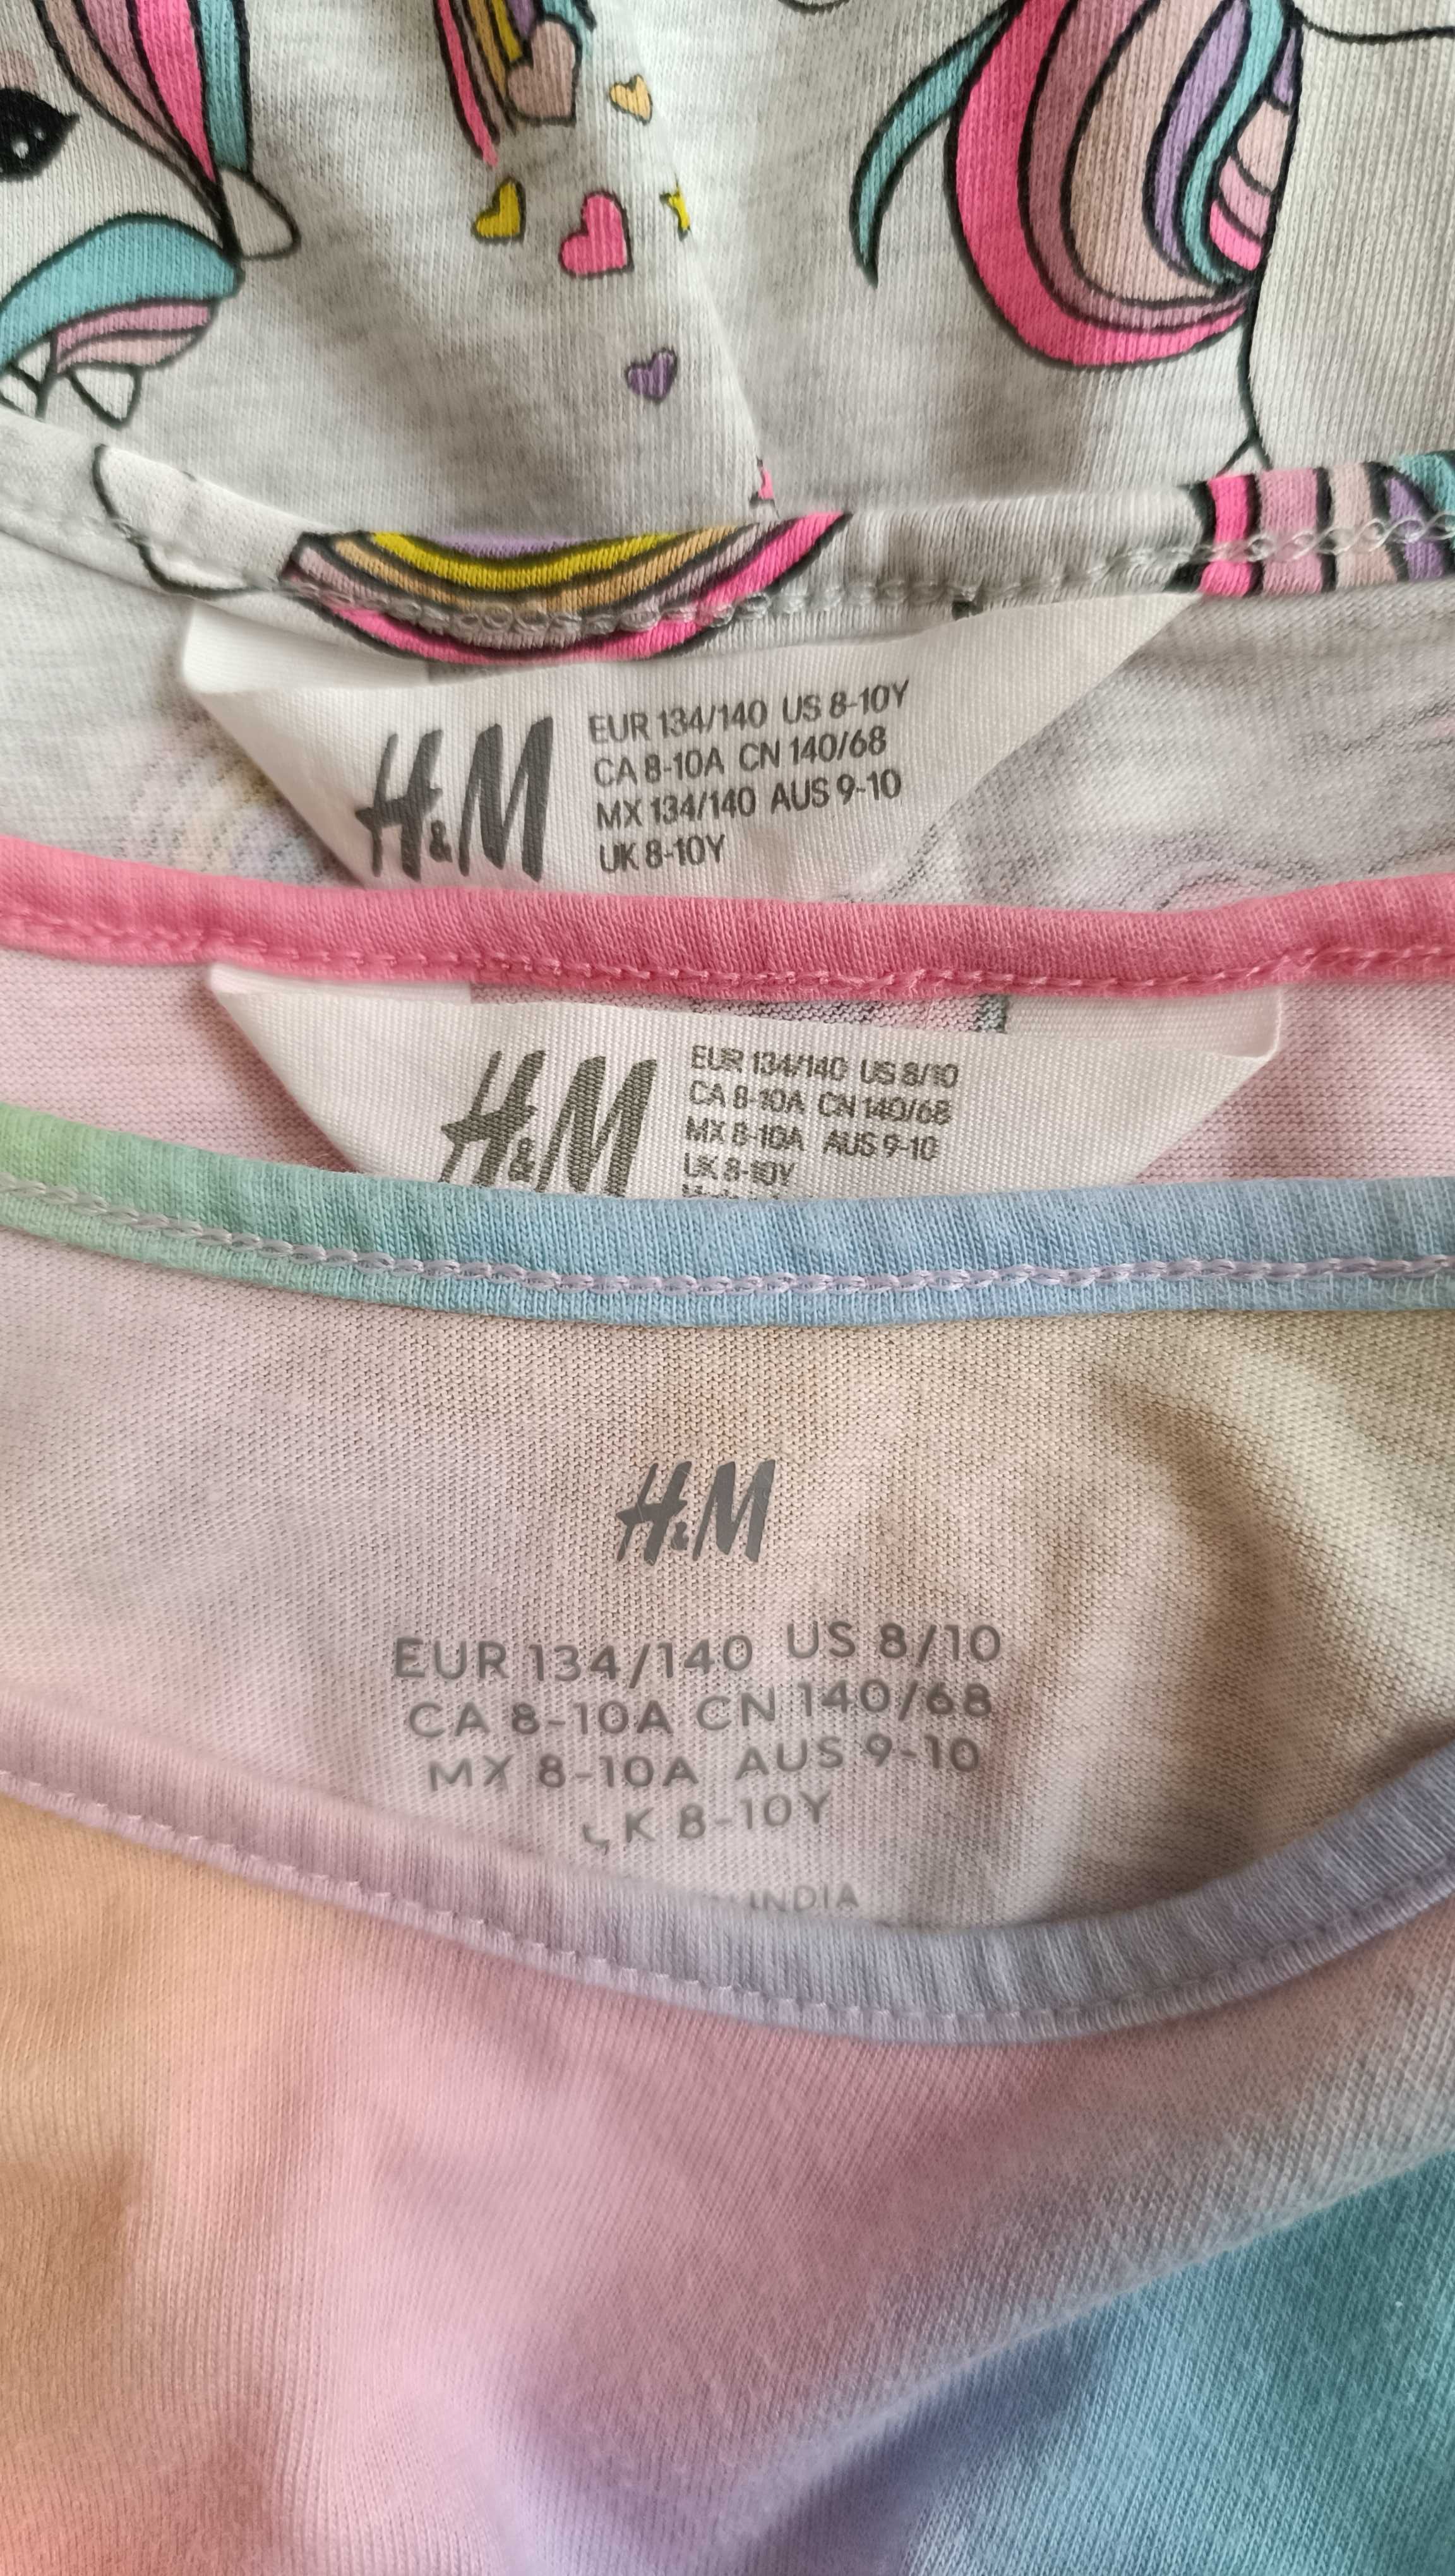 H&M
EUR 134/140 US 8-10Y
CA 8-10A CN 140/68
MX 134/140 AUS 9-10
UK 8-10Y
H&M
EUR 134/140 US 8/10
CA 8-10A CN 140/68
MX 8-10A AUS 9-10
UK 8-10Y
H&M
EUR 134/140 US 8/10
CA 8-10A CN 140/68
MX 8-10A AUS 9-10
UK 8-10Y
INDIA